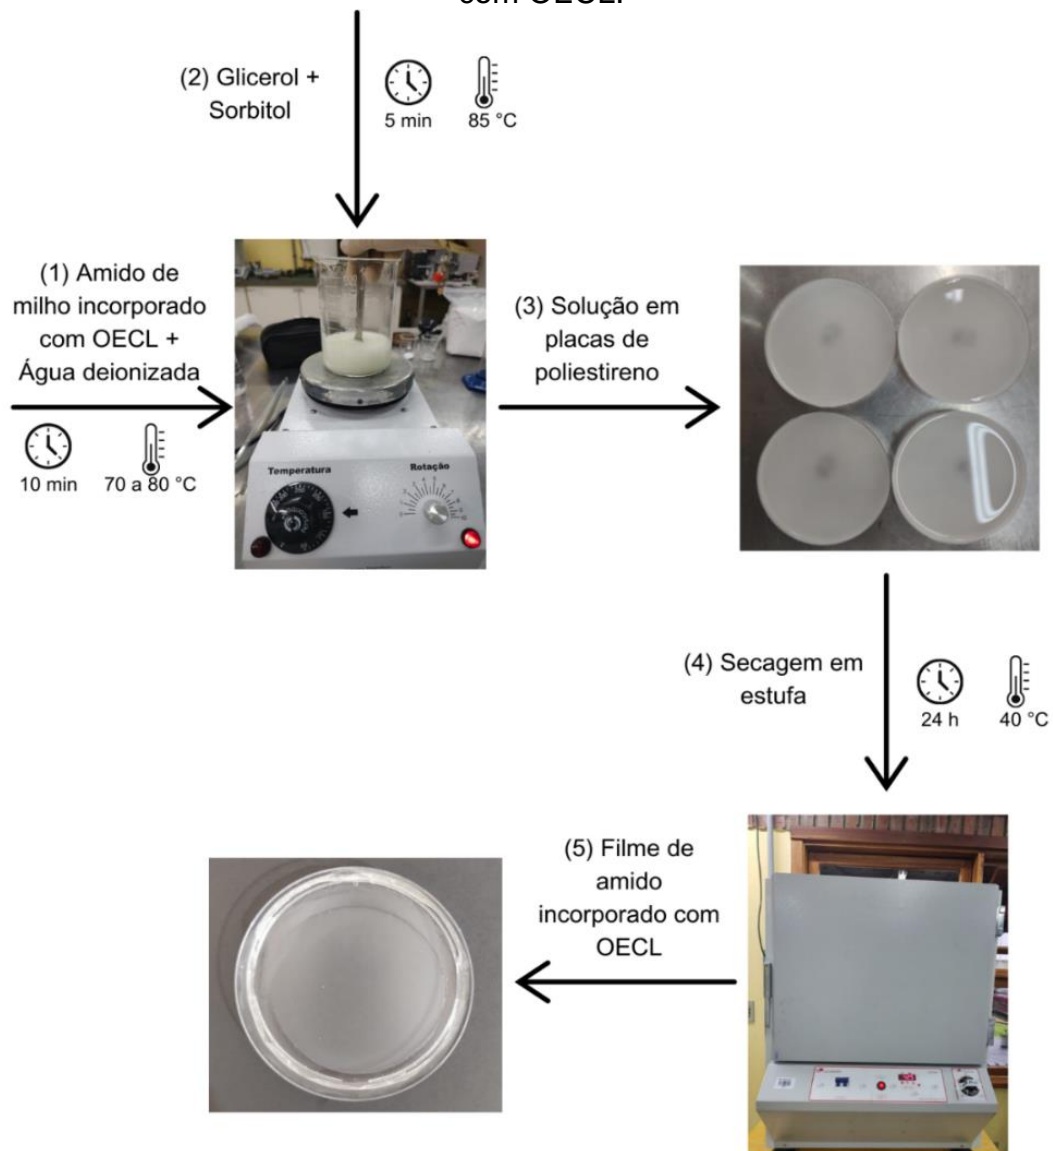 com OECL.
(2) Glicerol +
Sorbitol
5 min
85 °C
(1) Amido de
milho incorporado
com OECL +
Água deionizada
10 min
70 a 80 °C
Temperatura
Rotação
(3) Solução em
placas de
poliestireno
(4) Secagem em
estufa
24 h
40 °C
(5) Filme de
amido
incorporado com
OECL